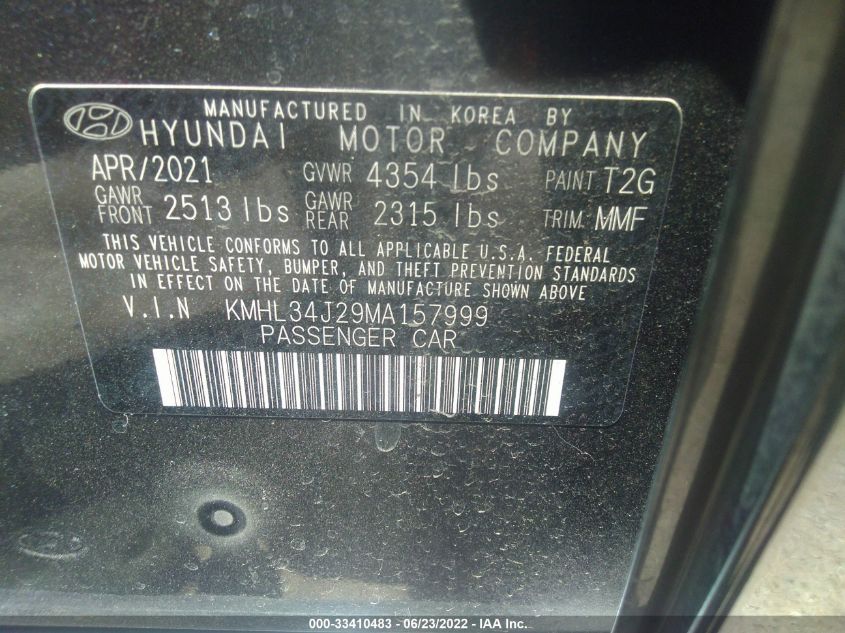 MANUFACTURED IN KOREA BY
HYUNDAI MOTOR COMPANY
APR/2021 GVWR 4354 lbs PAINT T2G
GAWR FRONT 2513 lbs GAWR REAR 2315 lbs TRIM MMF
THIS VEHICLE CONFORMS TO ALL APPLICABLE U.S.A. FEDERAL
MOTOR VEHICLE SAFETY, BUMPER, AND THEFT PREVENTION STANDARDS
IN EFFECT ON THE DATE OF MANUFACTURE SHOWN ABOVE
V.I.N KMHL34J29MA157999
PASSENGER CAR
000-33410483 - 06/23/2022 - IAA Inc.